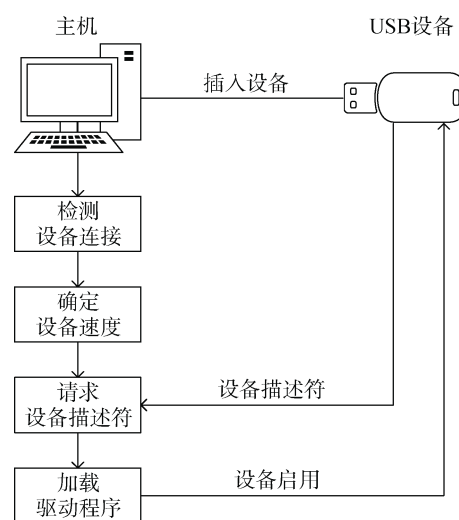 主机
USB设备
插入设备
检测
设备连接
确定
设备速度
请求
设备描述符
设备描述符
加载
驱动程序
设备启用